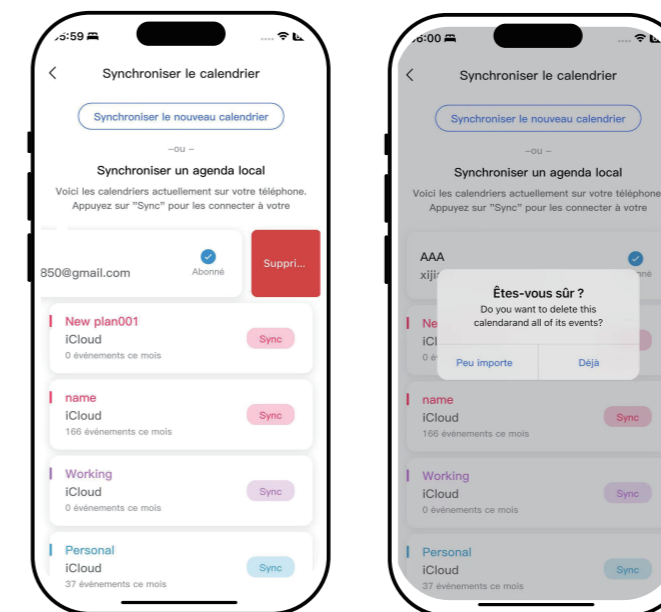 5:59
Synchroniser le calendrier
Synchroniser le nouveau calendrier
–ou –
Synchroniser un agenda local
Voici les calendriers actuellement sur votre téléphone.
Appuyez sur "Sync" pour les connecter à votre
850@gmail.com
Abonné
Suppri...
New plan001
iCloud
0 événements ce mois
Sync
name
iCloud
166 événements ce mois
Sync
Working
iCloud
0 événements ce mois
Sync
Personal
iCloud
37 événements ce mois
Sync
6:00
Synchroniser le calendrier
Synchroniser le nouveau calendrier
–ou –
Synchroniser un agenda local
Voici les calendriers actuellement sur votre téléphone
Appuyez sur "Sync" pour les connecter à votre
AAA
Êtes-vous sûr ?
Do you want to delete this
calendarand all of its events?
Peu importe
Déjà
name
iCloud
166 événements ce mois
Sync
Working
iCloud
0 événements ce mois
Sync
Personal
iCloud
37 événements ce mois
Sync